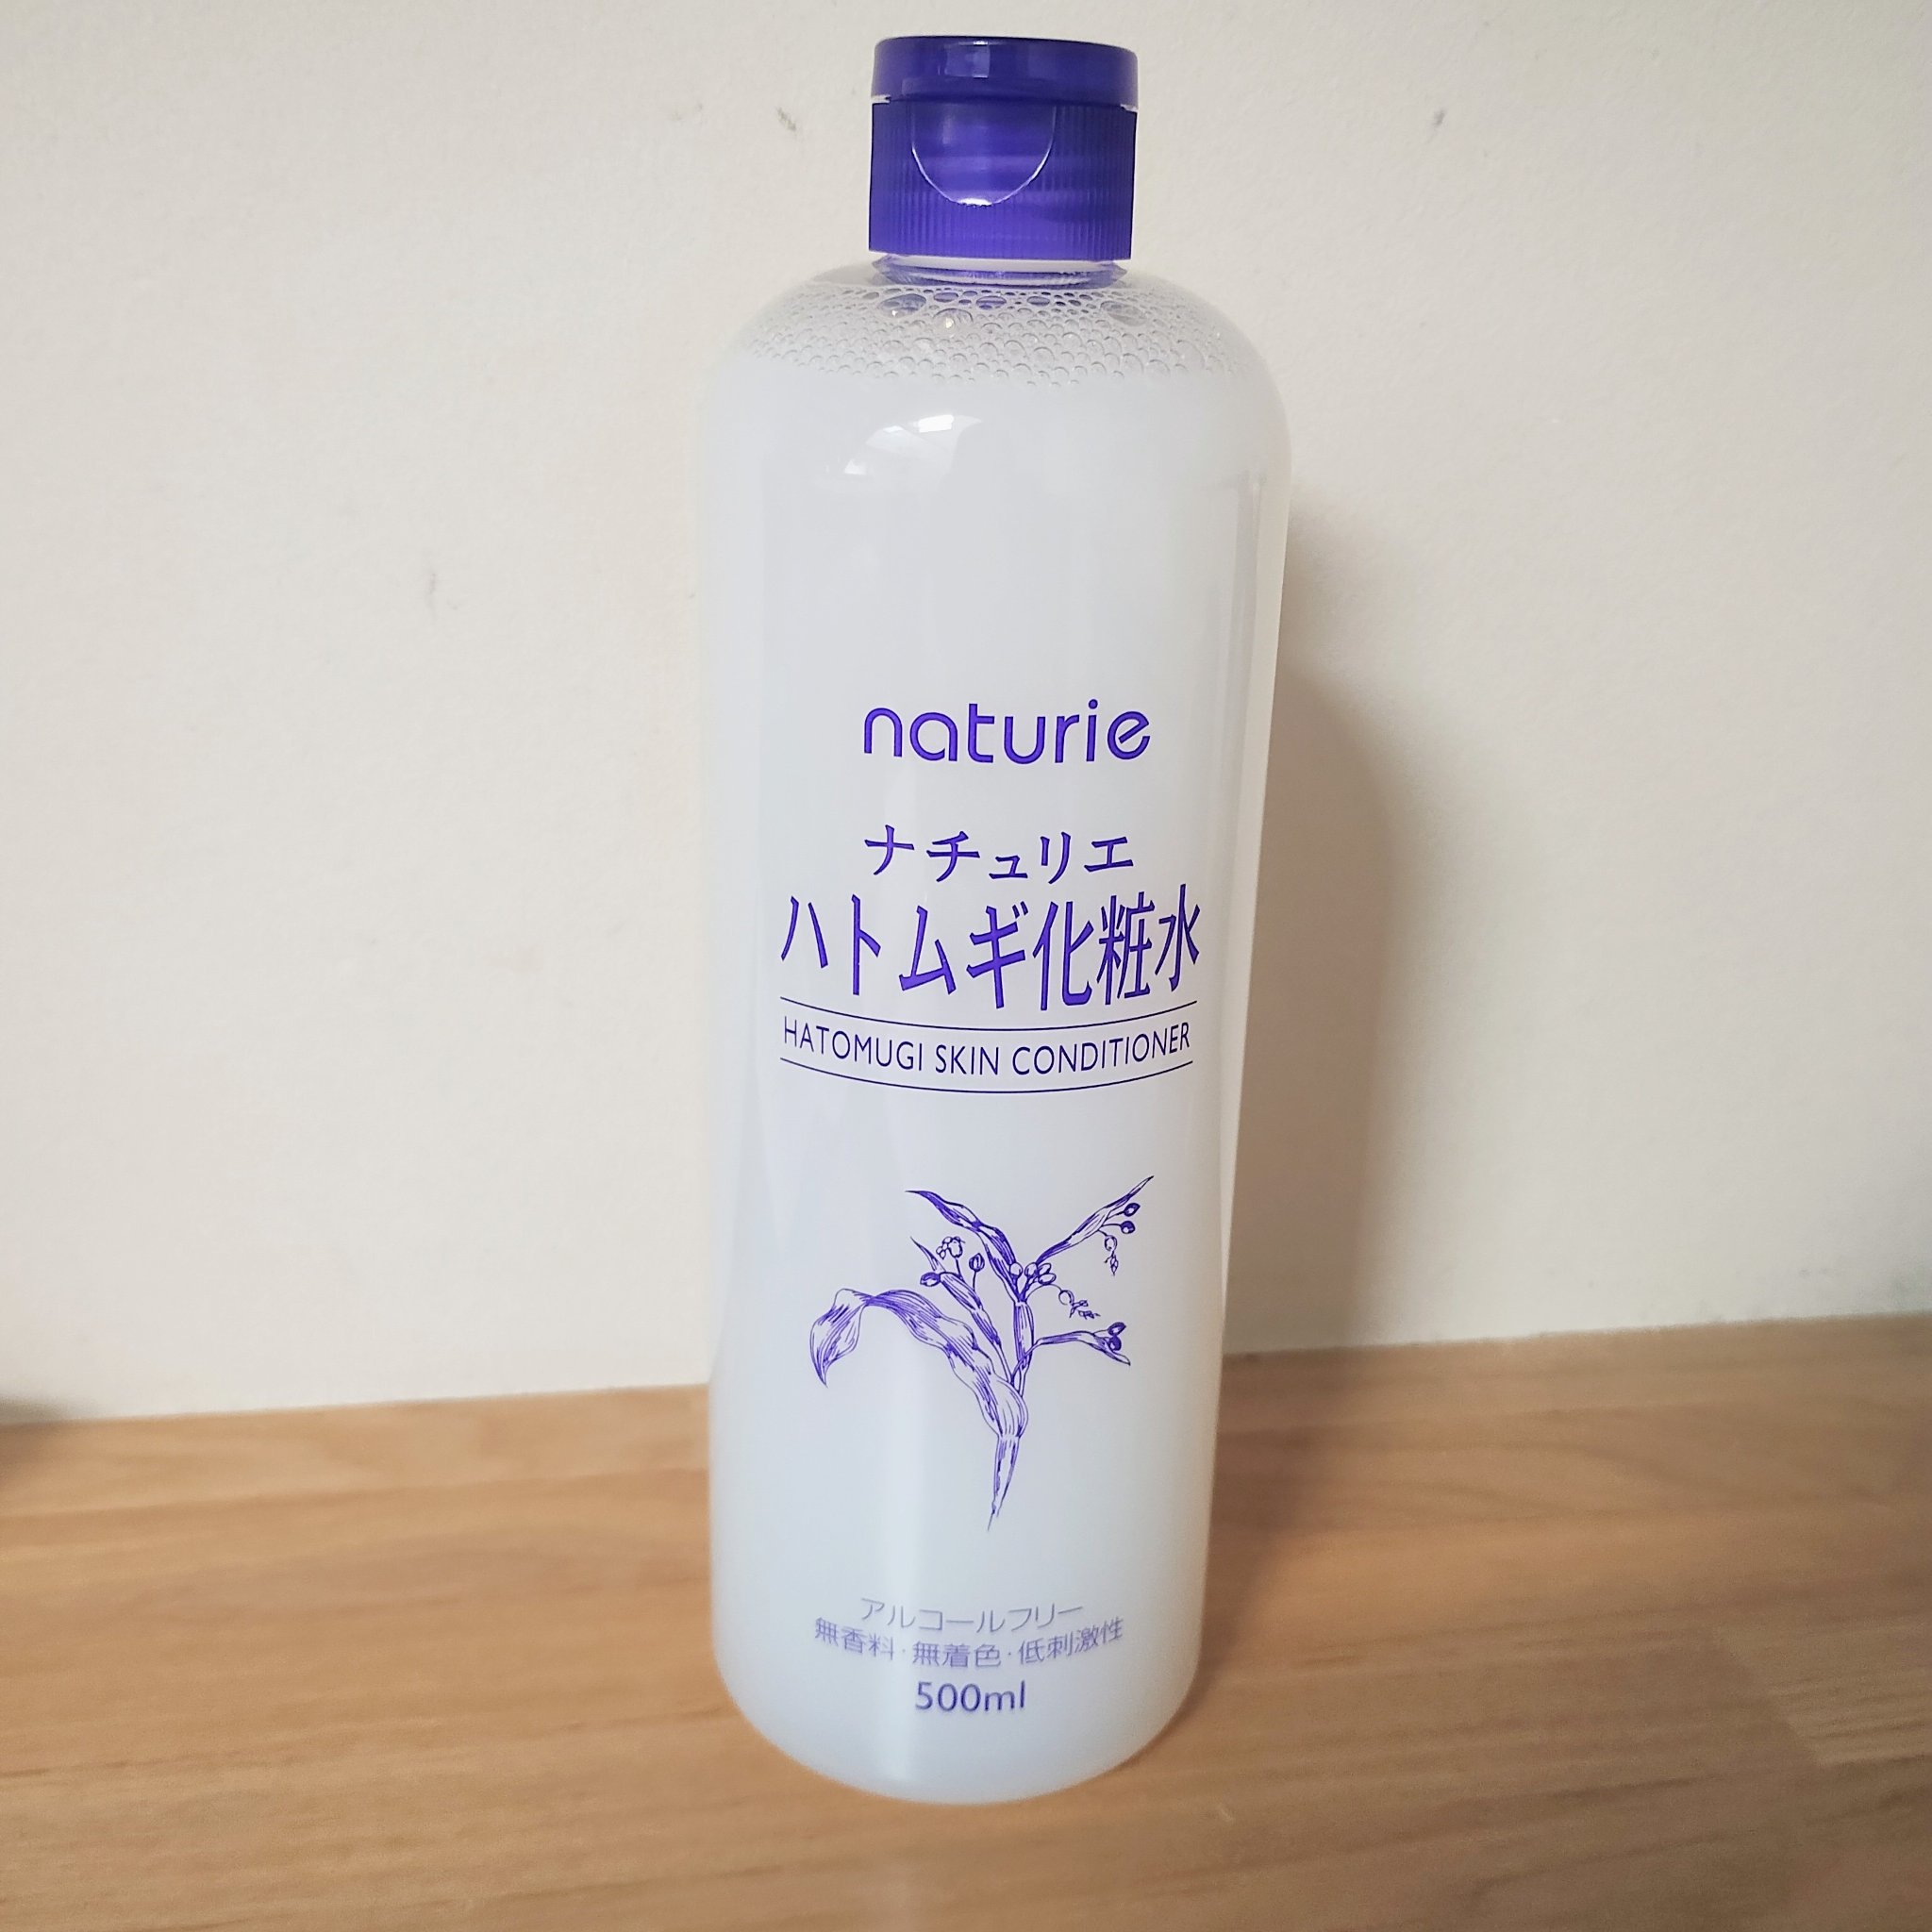 naturie
ナチュリエ
ハトムギ化粧水
HATOMUGI SKIN CONDITIONER
アルコールフリー
無香料・無着色・低刺激性
500ml